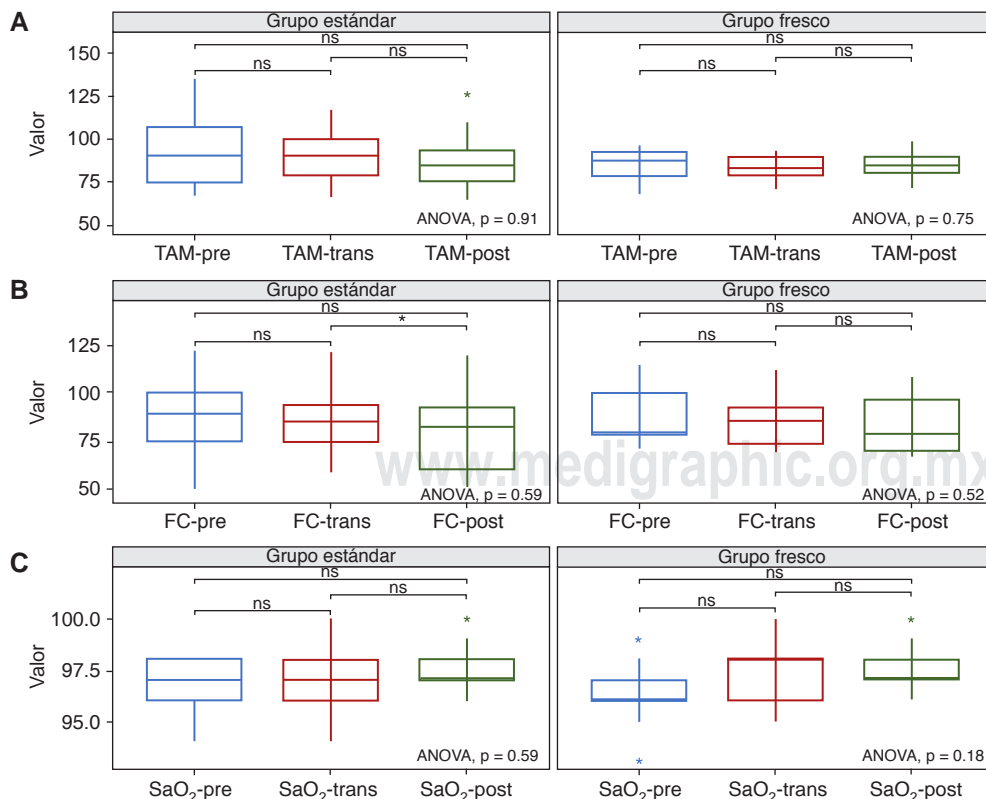 A
Grupo estándar
Grupo fresco
Valor
150
125
100
75
50
ns
ns
ns
ns
ns
ns
ANOVA, p = 0.91
ANOVA, p = 0.75
TAM-pre
TAM-trans
TAM-post
TAM-pre
TAM-trans
TAM-post
B
Grupo estándar
Grupo fresco
Valor
125
100
75
50
ns
ns
*
ns
ns
ns
www.medigraphic.org.mx
ANOVA, p = 0.59
ANOVA, p = 0.52
FC-pre
FC-trans
FC-post
FC-pre
FC-trans
FC-post
C
Grupo estándar
Grupo fresco
Valor
100.0
97.5
95.0
ns
ns
ns
ns
ns
ns
ANOVA, p = 0.59
ANOVA, p = 0.18
SaO₂-pre
SaO₂-trans
SaO₂-post
SaO₂-pre
SaO₂-trans
SaO₂-post